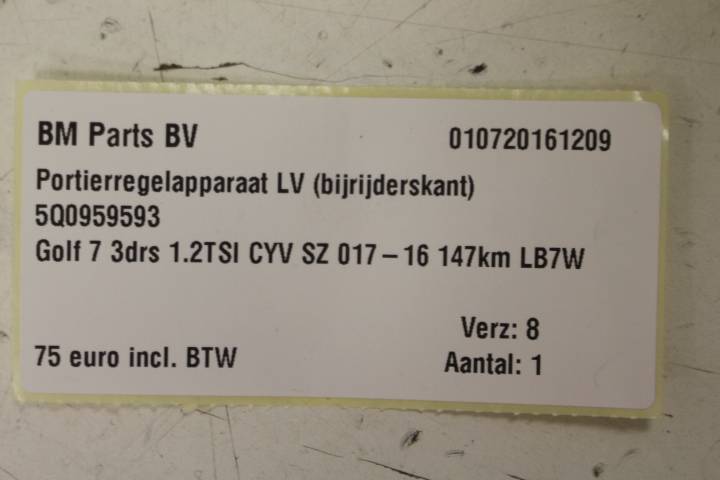 BM Parts BV 010720161209
Portierregelapparaat LV (bijrijderskant)
5Q0959593
Golf 7 3drs 1.2TSI CYV SZ 017-16 147km LB7W
Verz: 8
75 euro incl. BTW Aantal: 1